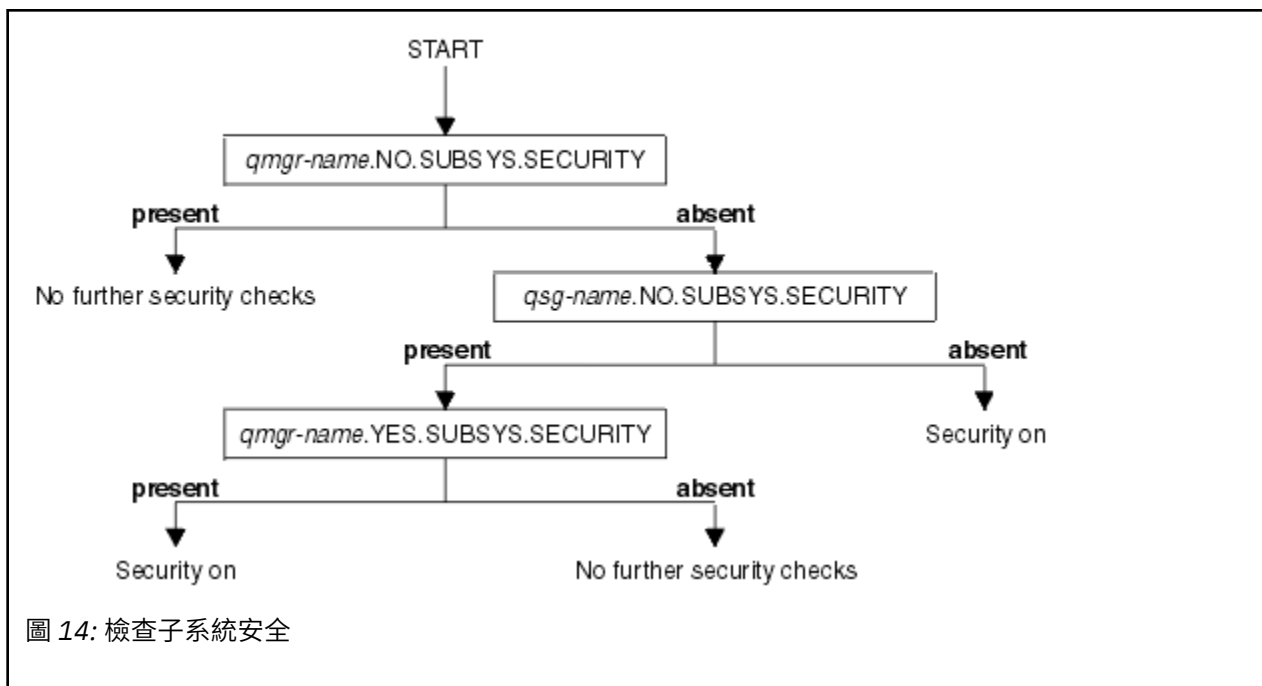 START
qmgr-name.NO.SUBSYS.SECURITY
present absent
No further security checks
qsg-name.NO.SUBSYS.SECURITY
present absent
qmgr-name.YES.SUBSYS.SECURITY
Security on
present absent
Security on No further security checks
圖 14: 檢查子系統安全